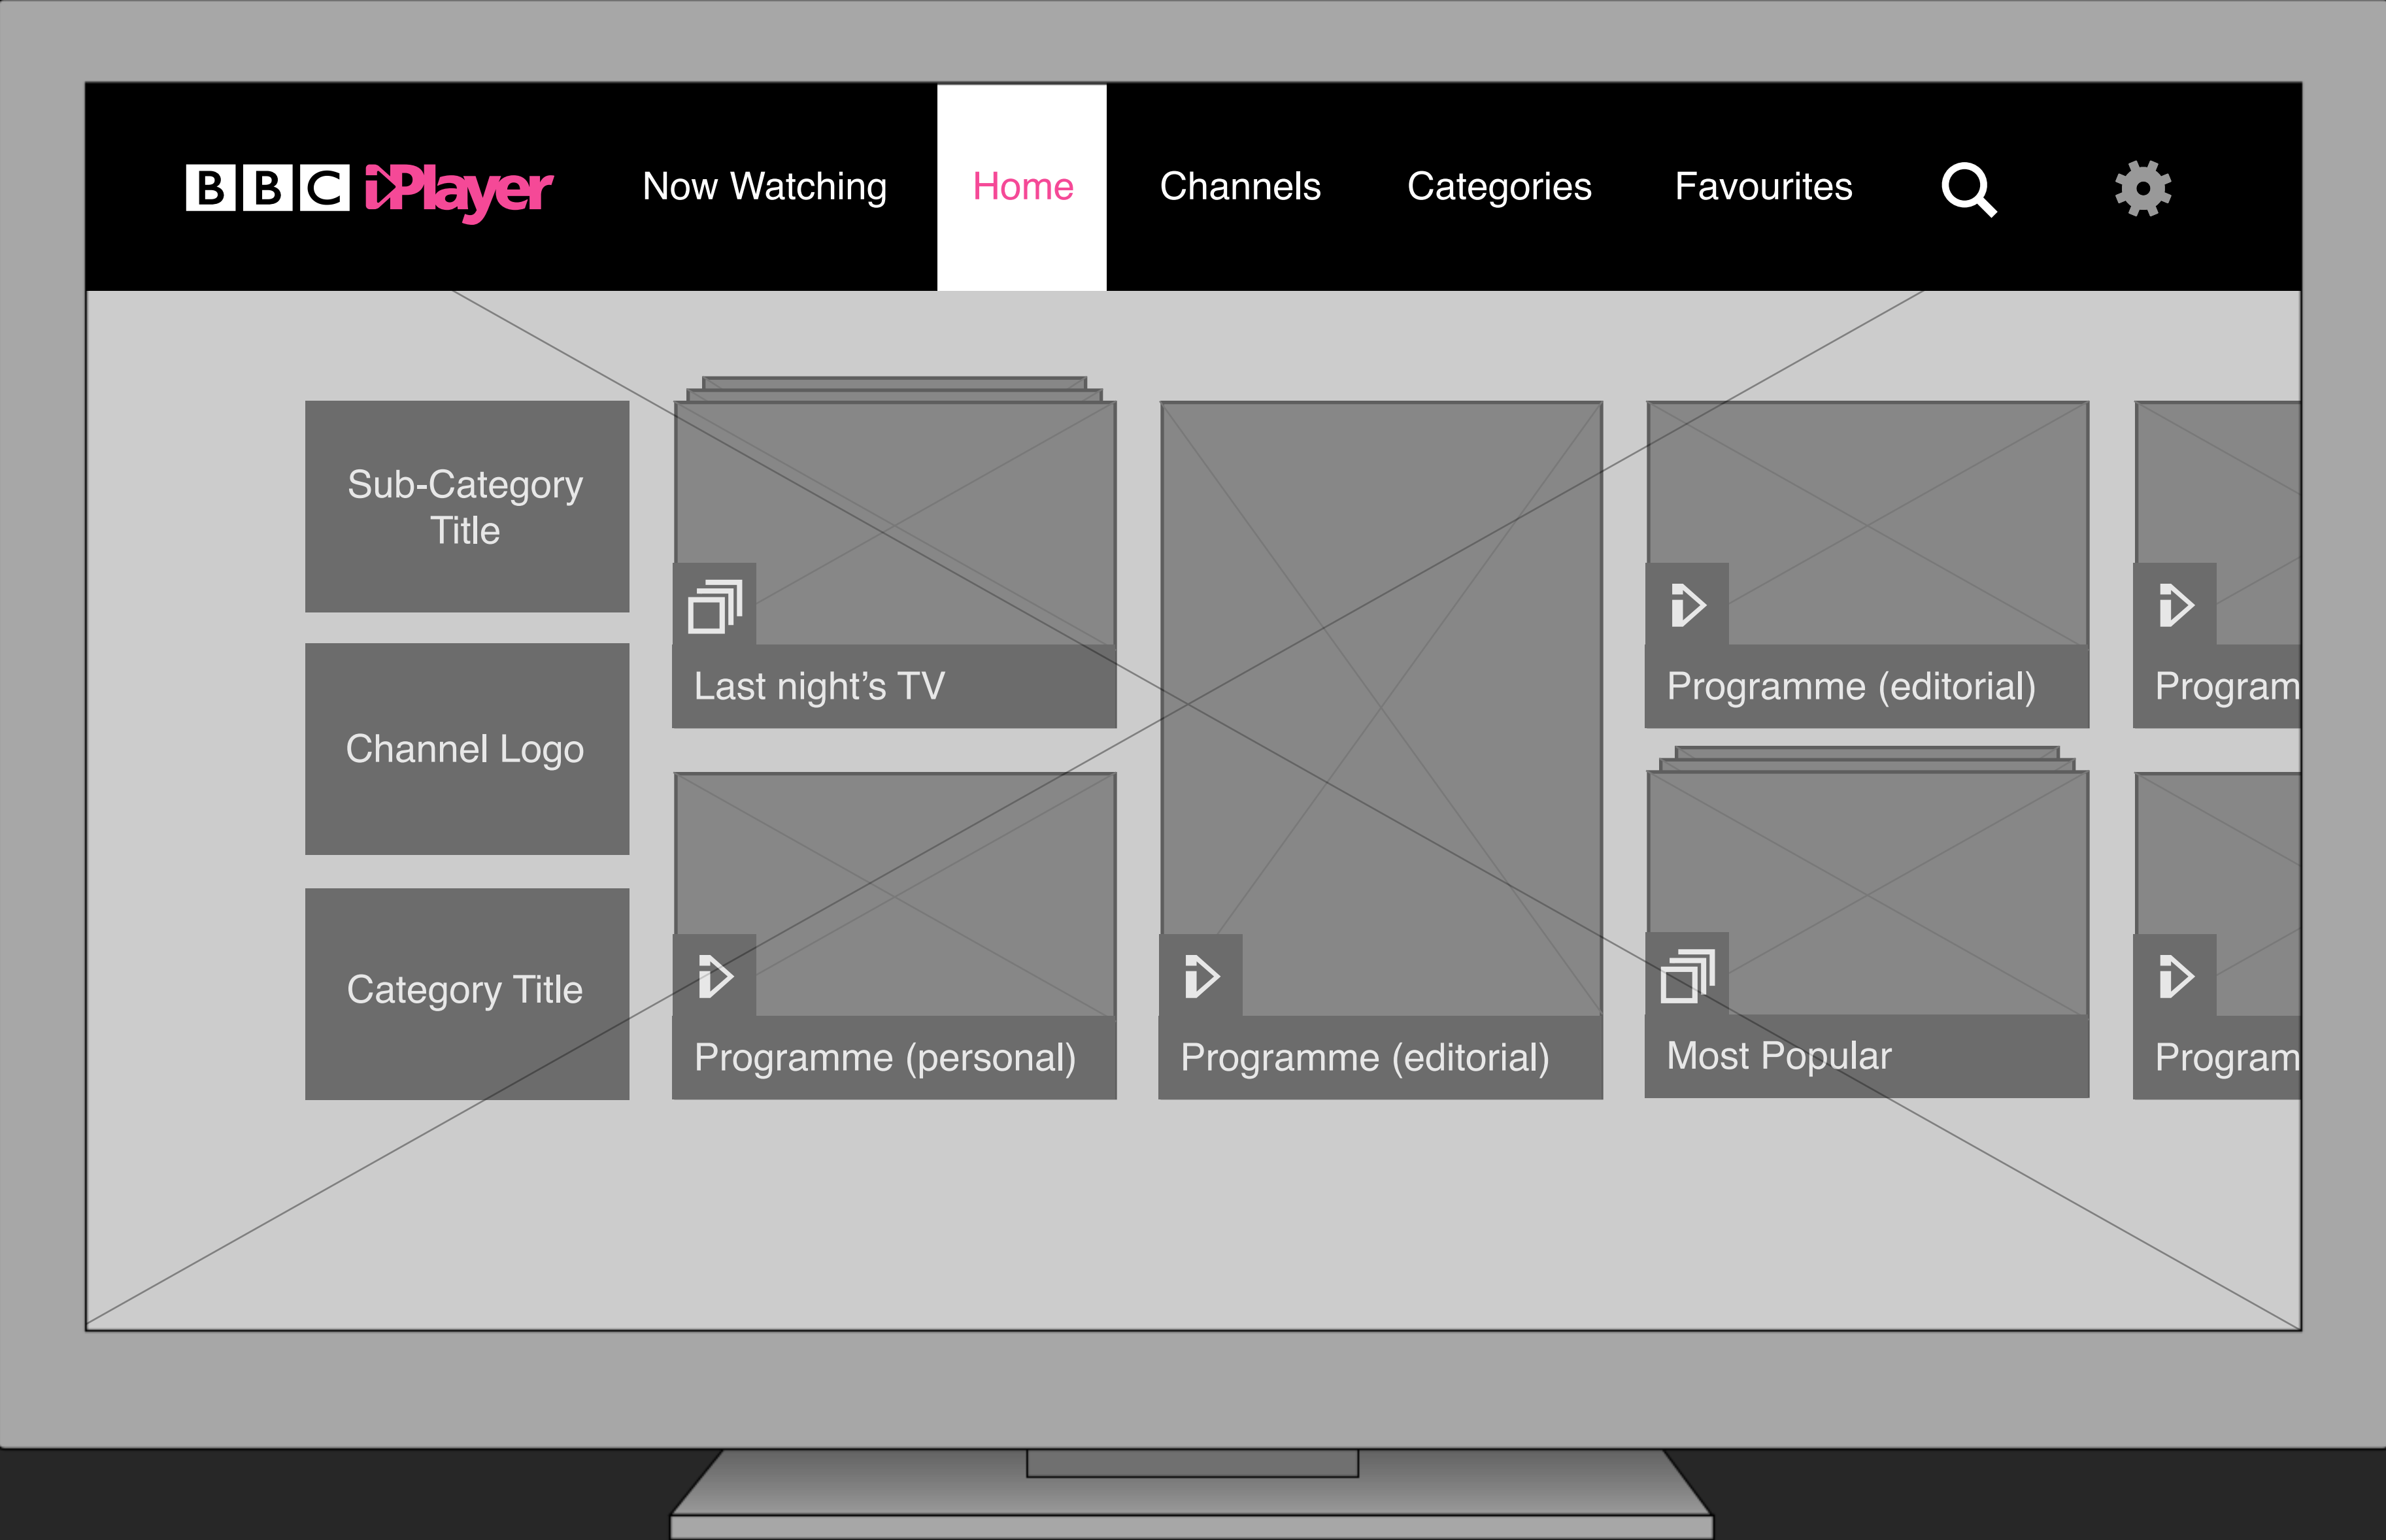 BBC iPlayer Now Watching Home Channels Categories Favourites
Sub-Category
Title
Channel Logo
Category Title
Last night's TV
Programme (personal)
Programme (editorial)
Programme (editorial)
Most Popular
Program
Program